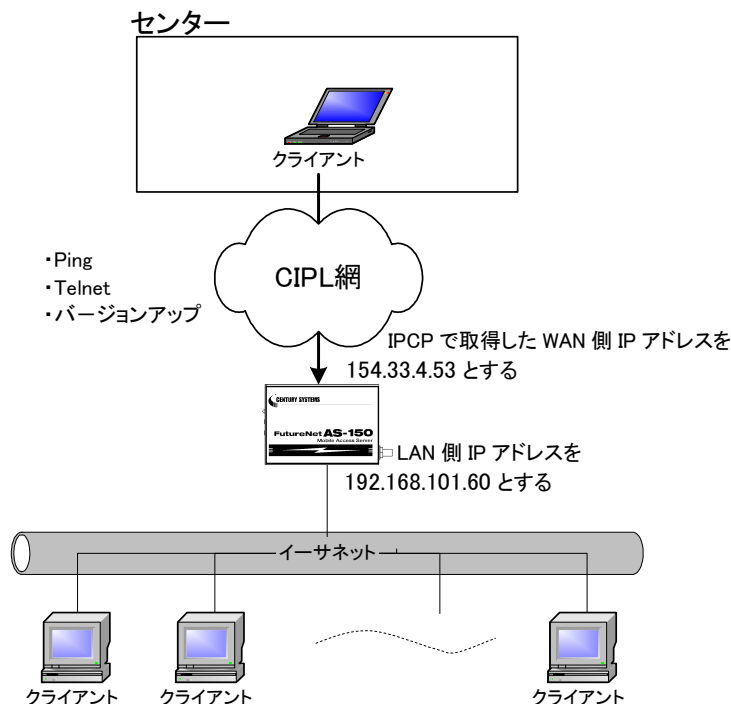 センター
クライアント
CIPL網
・Ping
・Telnet
・バージョンアップ
IPCP で取得した WAN 側 IP アドレスを
154.33.4.53 とする
CENTURY SYSTEMS
FutureNet AS-150
Mobile Access Server
LAN 側 IP アドレスを
192.168.101.60 とする
イーサネット
クライアント
クライアント
クライアント